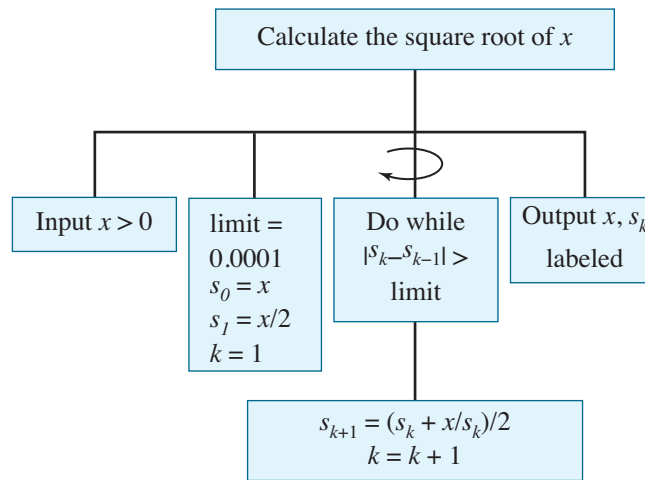 Calculate the square root of x
Input x > 0
limit =
0.0001
s₀ = x
s₁ = x/2
k = 1
Do while
|sₖ–sₖ₋₁| >
limit
Output x, sₖ
labeled
sₖ₊₁ = (sₖ + x/sₖ)/2
k = k + 1